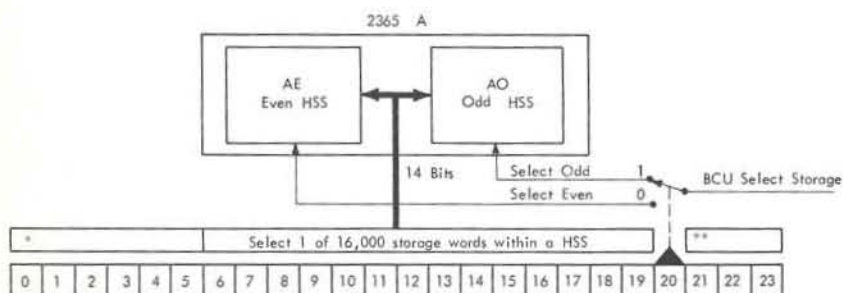 2365 A
AE
Even HSS
AO
Odd HSS
14 Bits
Select Odd 1
Select Even 0
BCU Select Storage
*
Select 1 of 16,000 storage words within a HSS
**
0 1 2 3 4 5 6 7 8 9 10 11 12 13 14 15 16 17 18 19 20 21 22 23